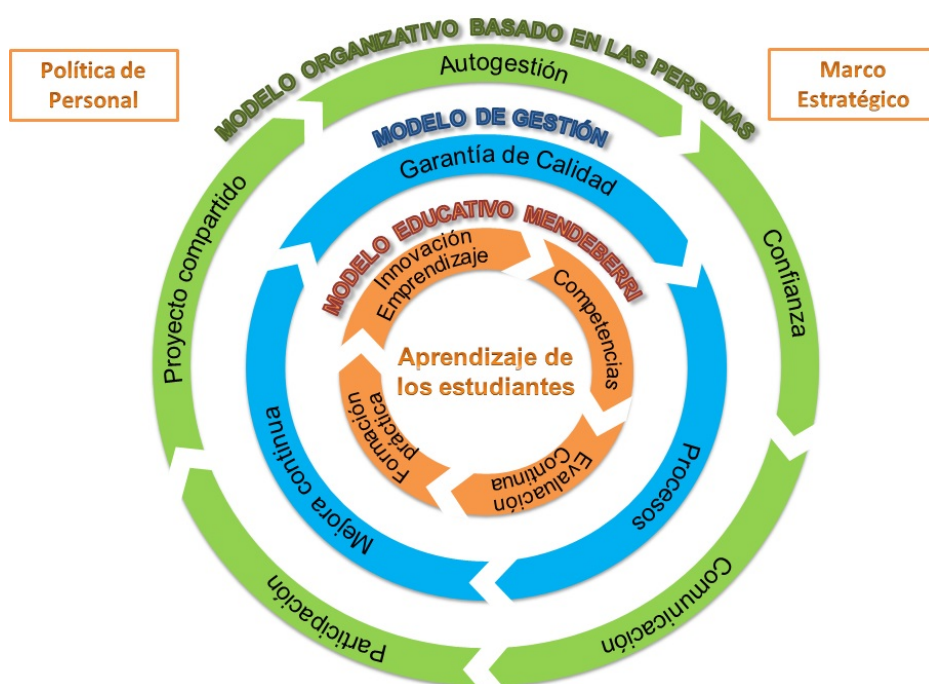 Política de
Personal
Marco
Estratégico
MODELO ORGANIZATIVO BASADO EN LAS PERSONAS
Autogestión
Confianza
Comunicación
Participación
Proyecto compartido
MODELO DE GESTIÓN
Garantía de Calidad
Procesos
Mejora continua
MODELO EDUCATIVO MENDEBERRI
Innovación
Emprendizaje
Competencias
Evaluación
Continua
Formación
práctica
Aprendizaje de
los estudiantes